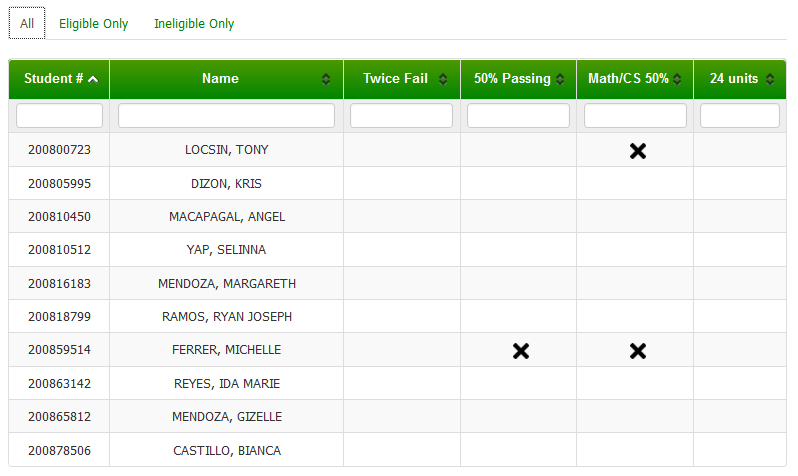 All Eligible Only Ineligible Only
Student # Name Twice Fail 50% Passing Math/CS 50% 24 units
200800723 LOCSIN, TONY
200805995 DIZON, KRIS
200810450 MACAPAGAL, ANGEL
200810512 YAP, SELINNA
200816183 MENDOZA, MARGARETH
200818799 RAMOS, RYAN JOSEPH
200859514 FERRER, MICHELLE
200863142 REYES, IDA MARIE
200865812 MENDOZA, GIZELLE
200878506 CASTILLO, BIANCA